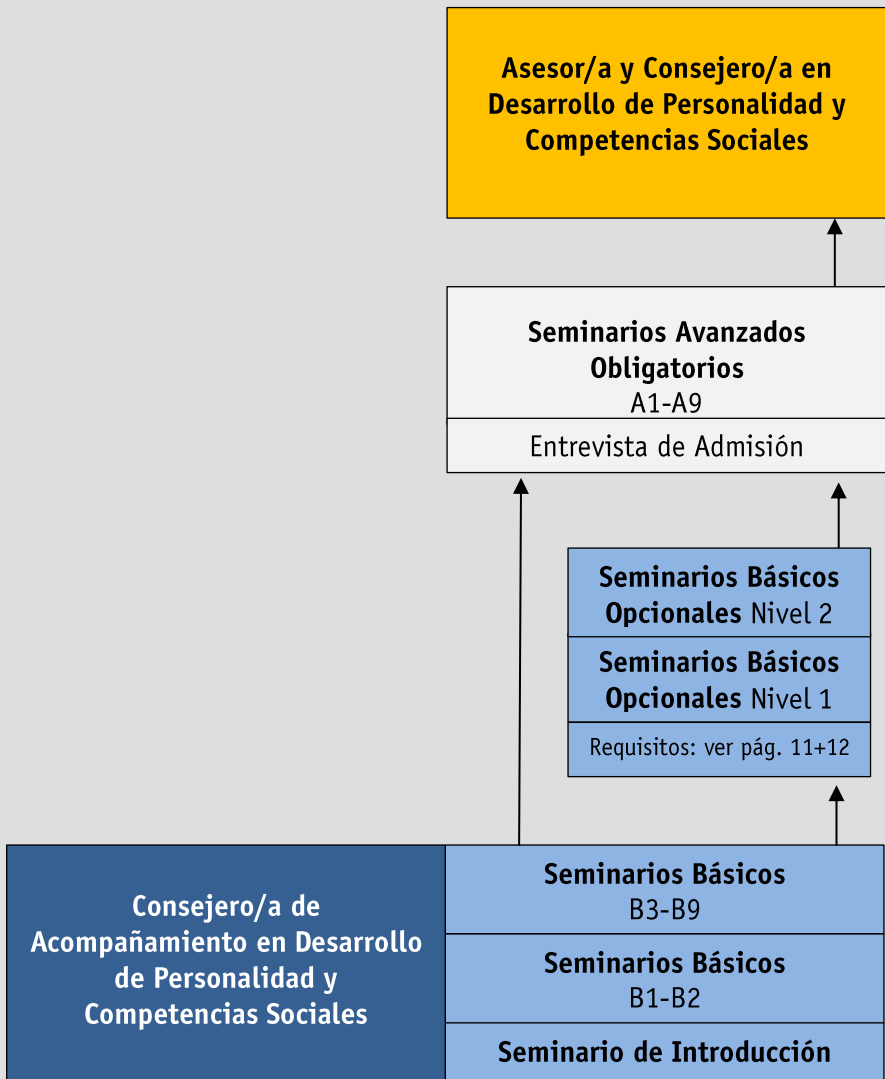 Asesor/a y Consejero/a en
Desarrollo de Personalidad y
Competencias Sociales
Seminarios Avanzados
Obligatorios
A1-A9
Entrevista de Admisión
Seminarios Básicos
Opcionales Nivel 2
Seminarios Básicos
Opcionales Nivel 1
Requisitos: ver pág. 11+12
Consejero/a de
Acompañamiento en Desarrollo
de Personalidad y
Competencias Sociales
Seminarios Básicos
B3-B9
Seminarios Básicos
B1-B2
Seminario de Introducción